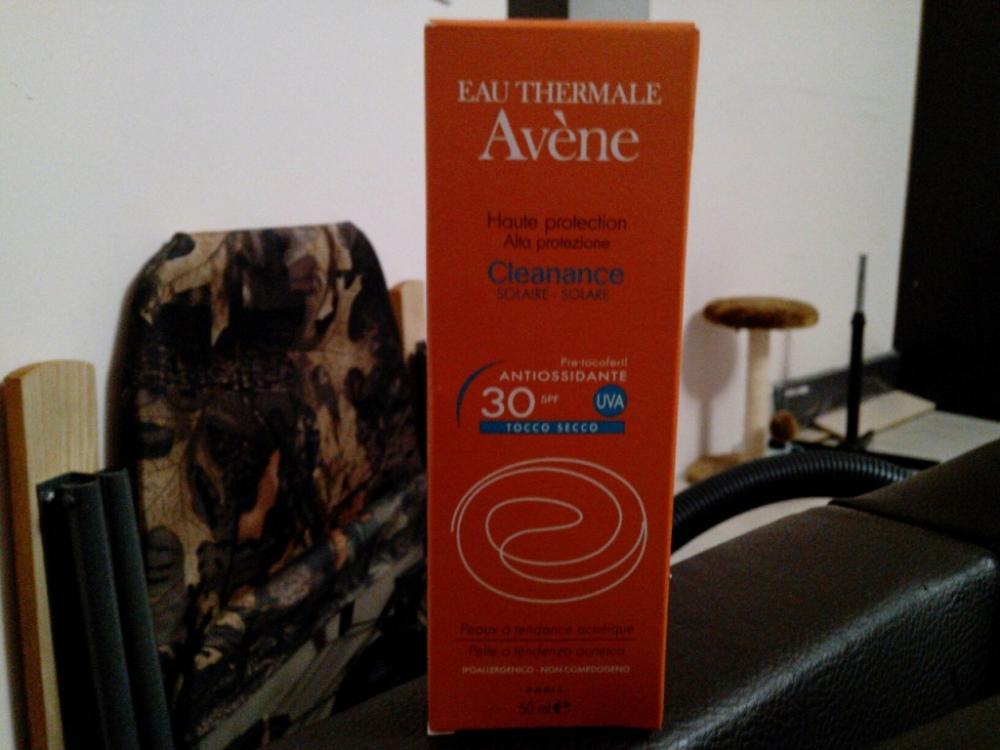 EAU THERMALE
Avène
Haute protection
Alta protezione
Cleanance
SOLAIRE - SOLARE
Pre-tocoferil
ANTIOSSIDANTE
30 SPF UVA
TOCCO SECCO
Peaux à tendance acnéique
Pelle a tendenza acneica
IPOALLERGENICO - NON COMEDOGENO
PARIS
50 ml e